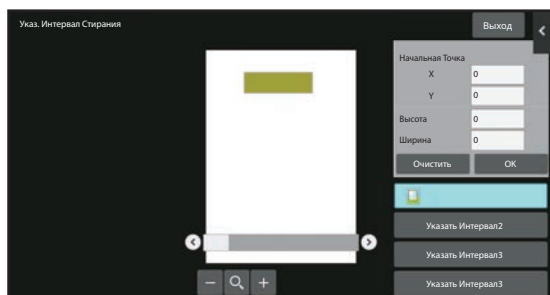 Указ. Интервал Стирания
Выход
Начальная Точка
X 0
Y 0
Высота 0
Ширина 0
Очистить OK
Указать Интервал2
Указать Интервал3
Указать Интервал3